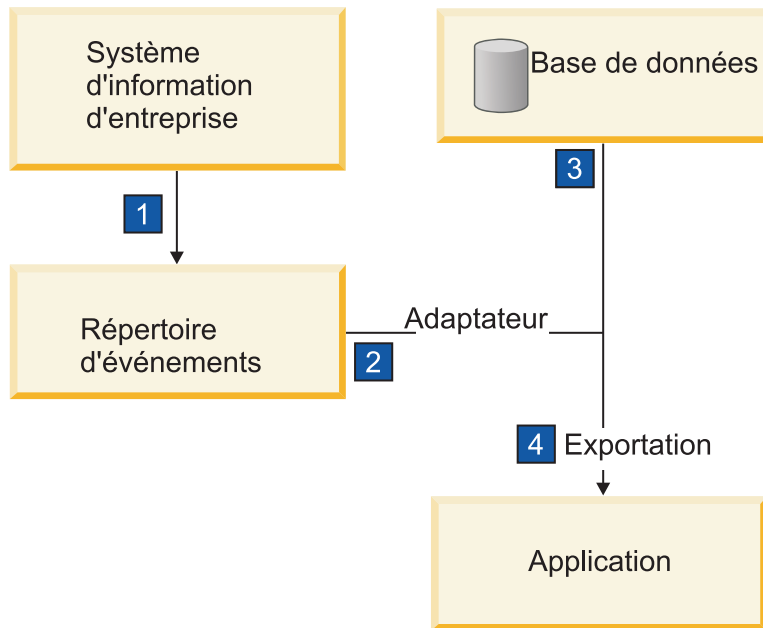 Système
d'information
d'entreprise
Base de données
1
3
Répertoire
d'événements
Adaptateur
2
4 Exportation
Application